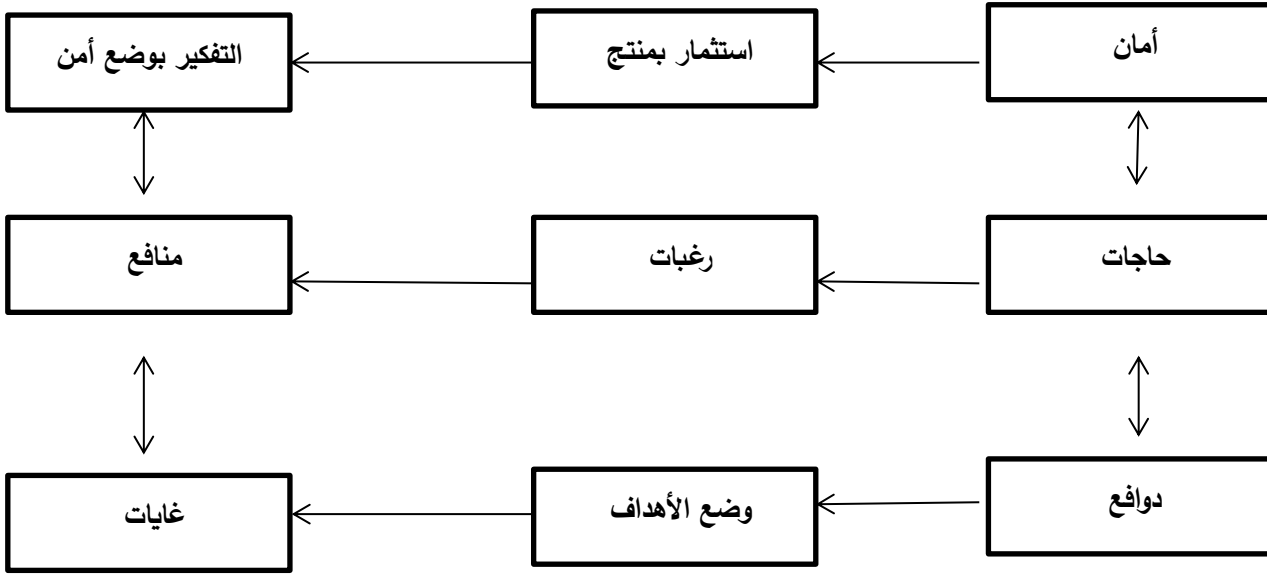 أمان
استثمار بمنتج
التفكير بوضع أمن
حاجات
رغبات
منافع
دوافع
وضع الأهداف
غايات